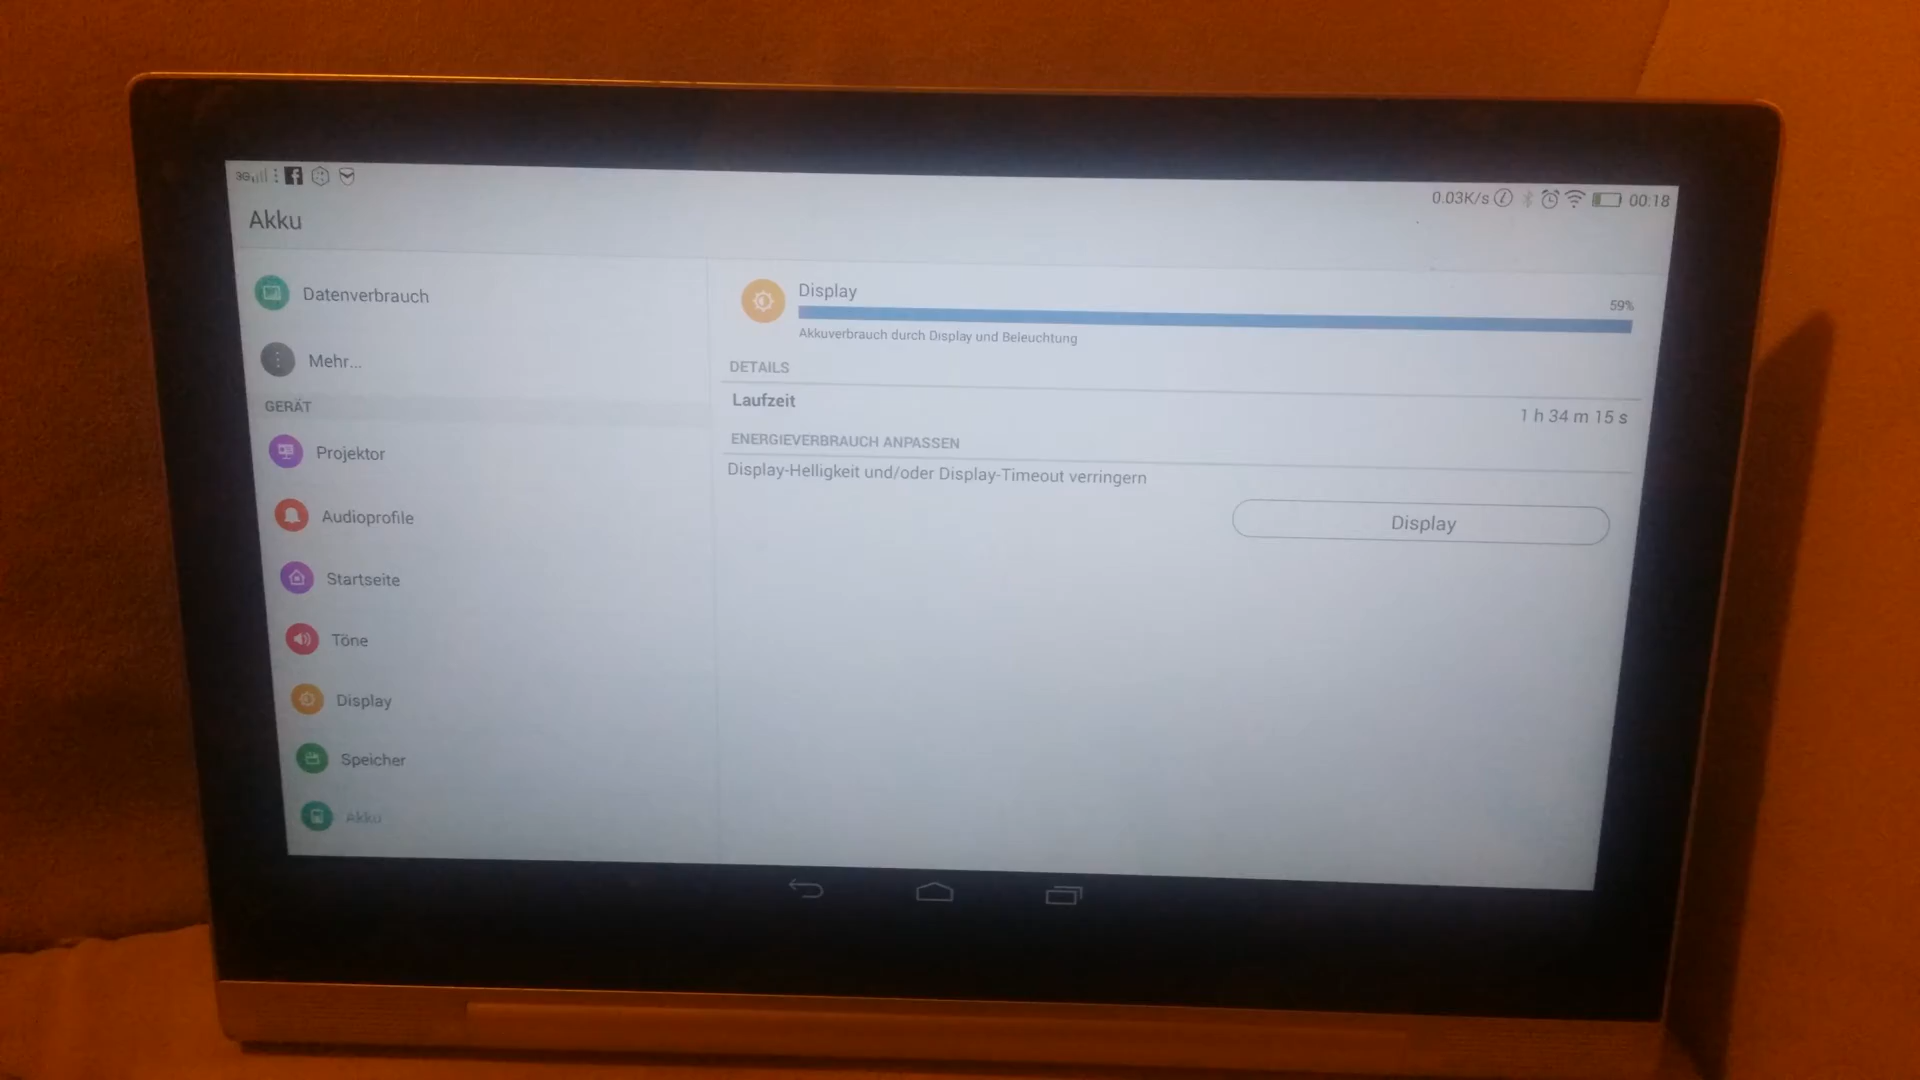 3G
0.03K/s 00:18
Akku
Datenverbrauch
Mehr...
GERÄT
Projektor
Audioprofile
Startseite
Töne
Display
Speicher
Akku
Display
59%
Akkuverbrauch durch Display und Beleuchtung
DETAILS
Laufzeit
1 h 34 m 15 s
ENERGIEVERBRAUCH ANPASSEN
Display-Helligkeit und/oder Display-Timeout verringern
Display